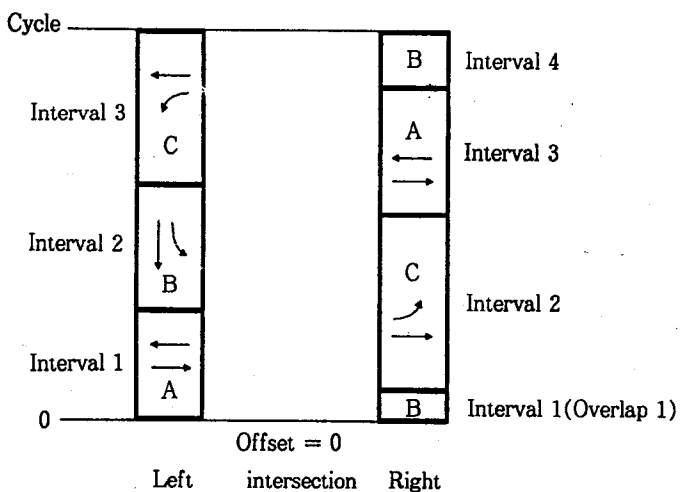 Cycle
B Interval 4
Interval 3
C
A
Interval 3
Interval 2
B
C
Interval 2
Interval 1
A
B Interval 1(Overlap 1)
0
Offset = 0
Left intersection Right